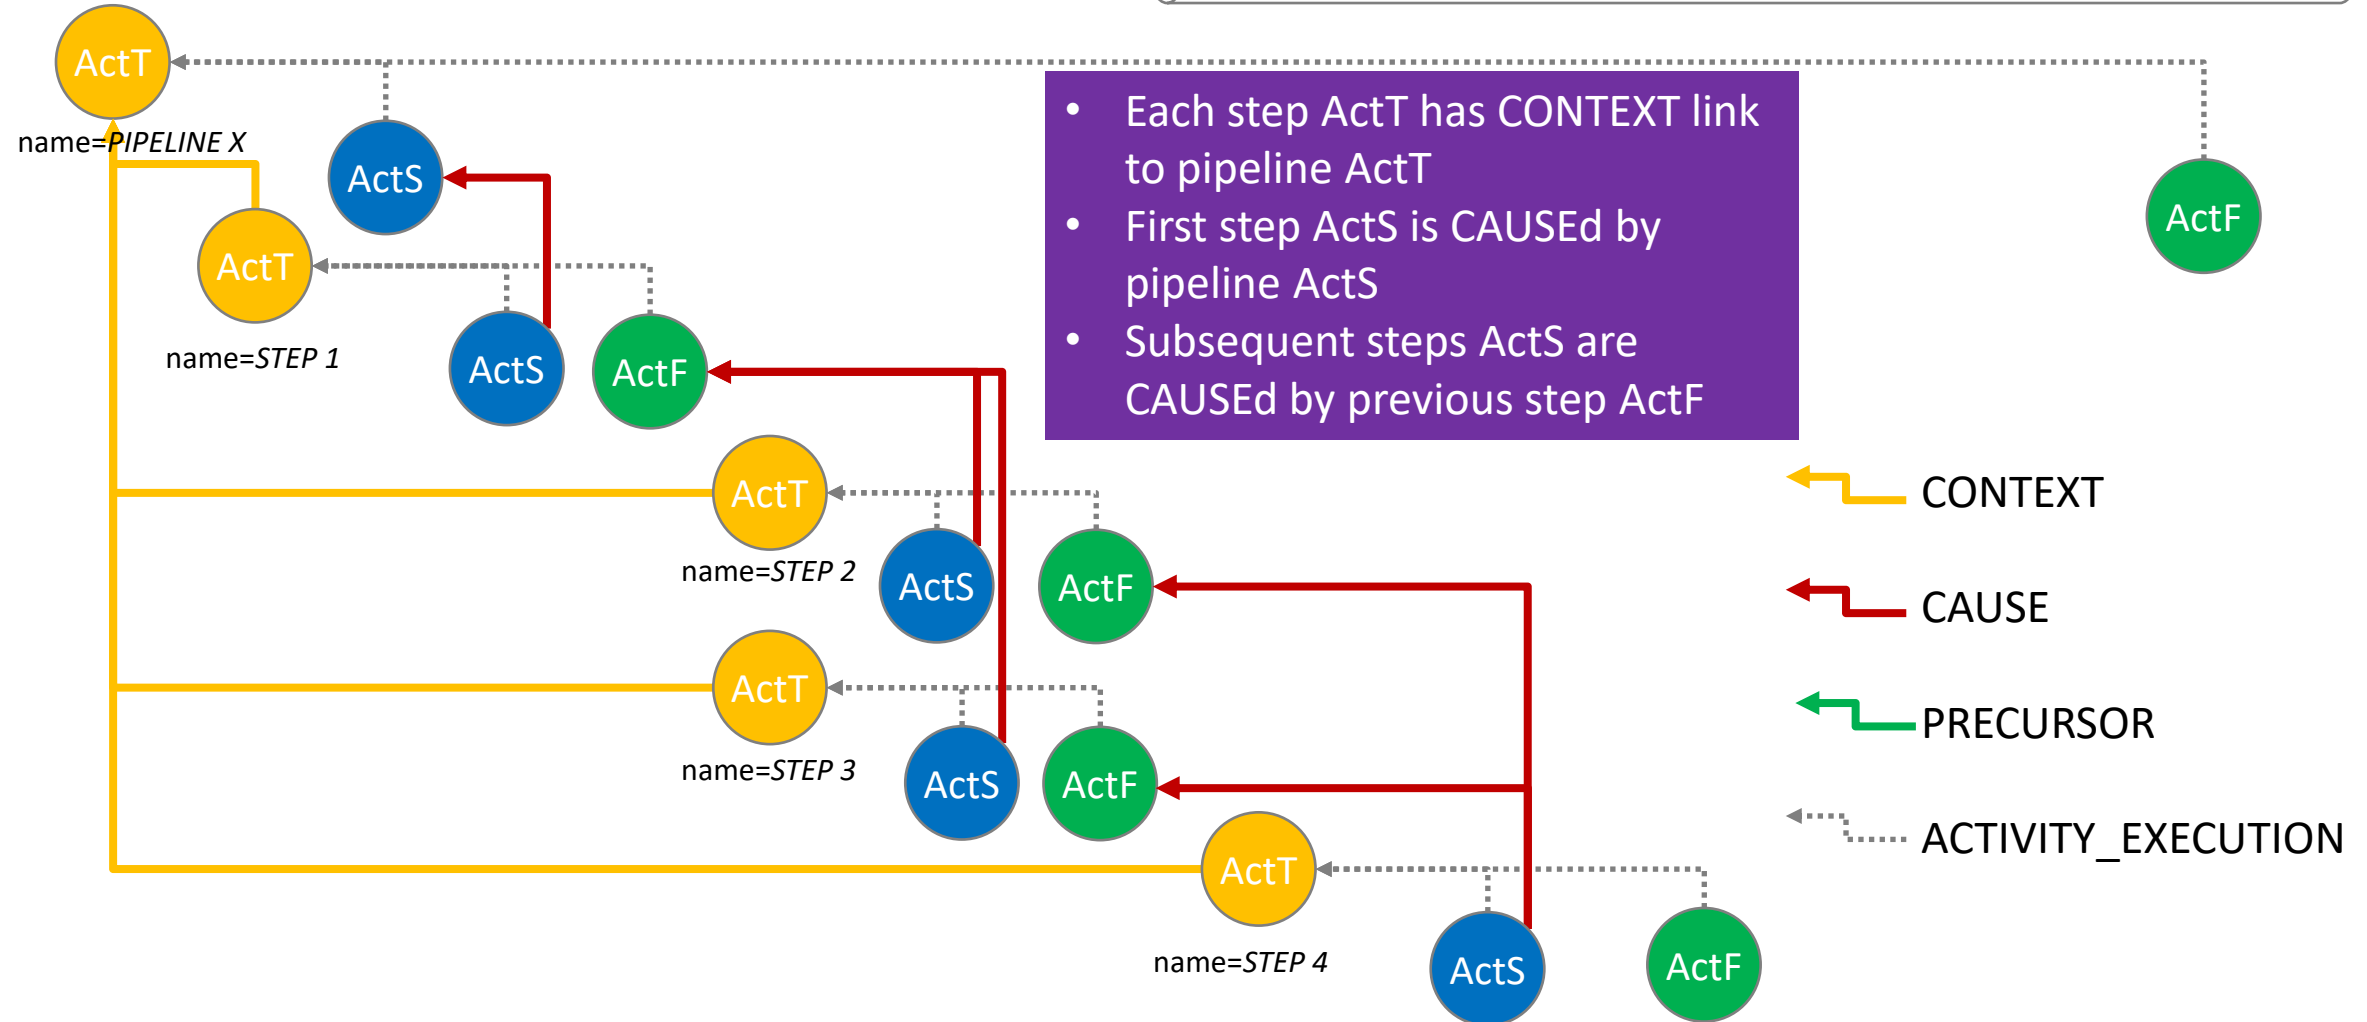 ActT
name=PIPELINE X
ActS
ActT
name=STEP 1
ActS
ActF
• Each step ActT has CONTEXT link
to pipeline ActT
• First step ActS is CAUSEd by
pipeline ActS
• Subsequent steps ActS are
CAUSEd by previous step ActF
ActF
ActT
name=STEP 2
ActS
ActF
ActT
name=STEP 3
ActS
ActF
ActT
name=STEP 4
ActS
ActF
CONTEXT
CAUSE
PRECURSOR
ACTIVITY_EXECUTION